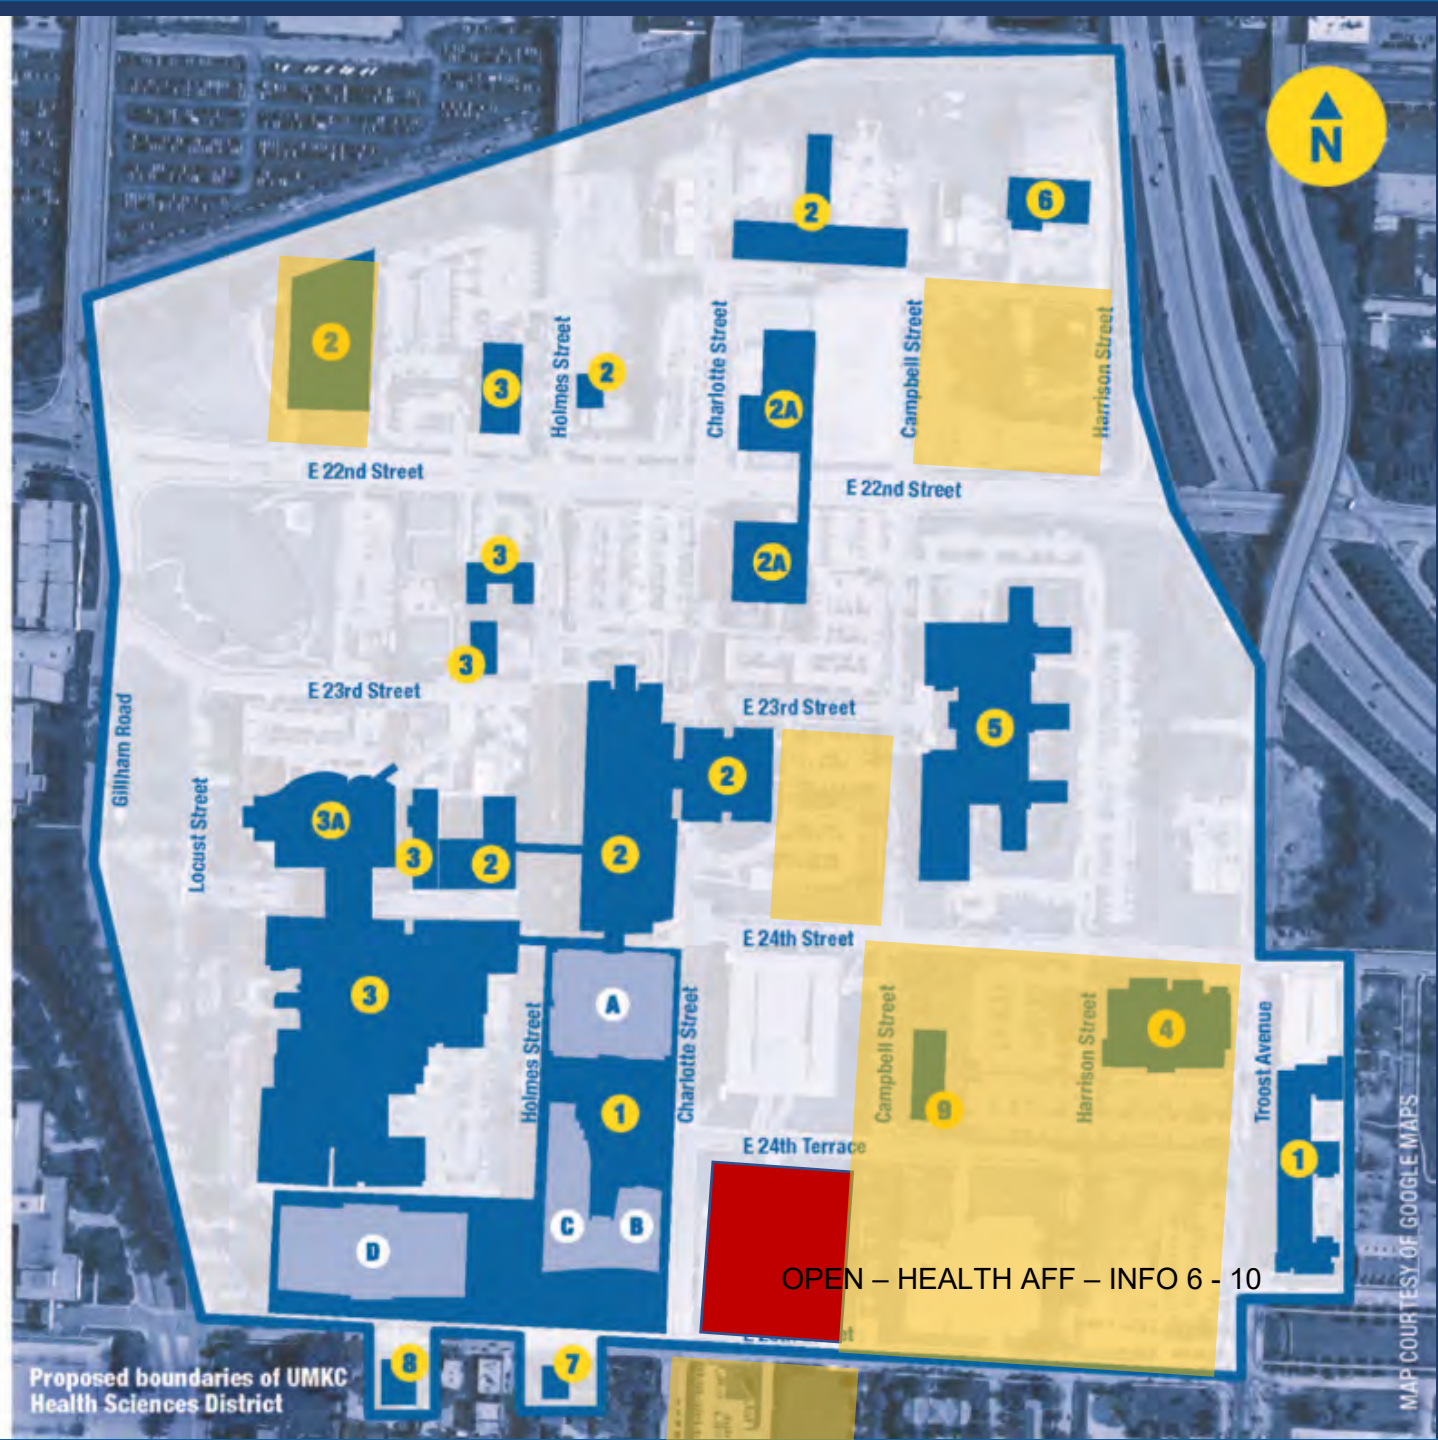 N
2
6
2
3
2
Holmes Street
Charlotte Street
2A
Campbell Street
Harrison Street
E 22nd Street
E 22nd Street
3
2A
3
E 23rd Street
E 23rd Street
5
Gillham Road
Locust Street
2
3A
3
2
2
E 24th Street
3
A
Holmes Street
Charlotte Street
Campbell Street
9
Harrison Street
4
Troost Avenue
1
E 24th Terrace
1
D
C
B
OPEN – HEALTH AFF – INFO 6 - 10
8
7
Proposed boundaries of UMKC
Health Sciences District
MAP COURTESY OF GOOGLE MAPS